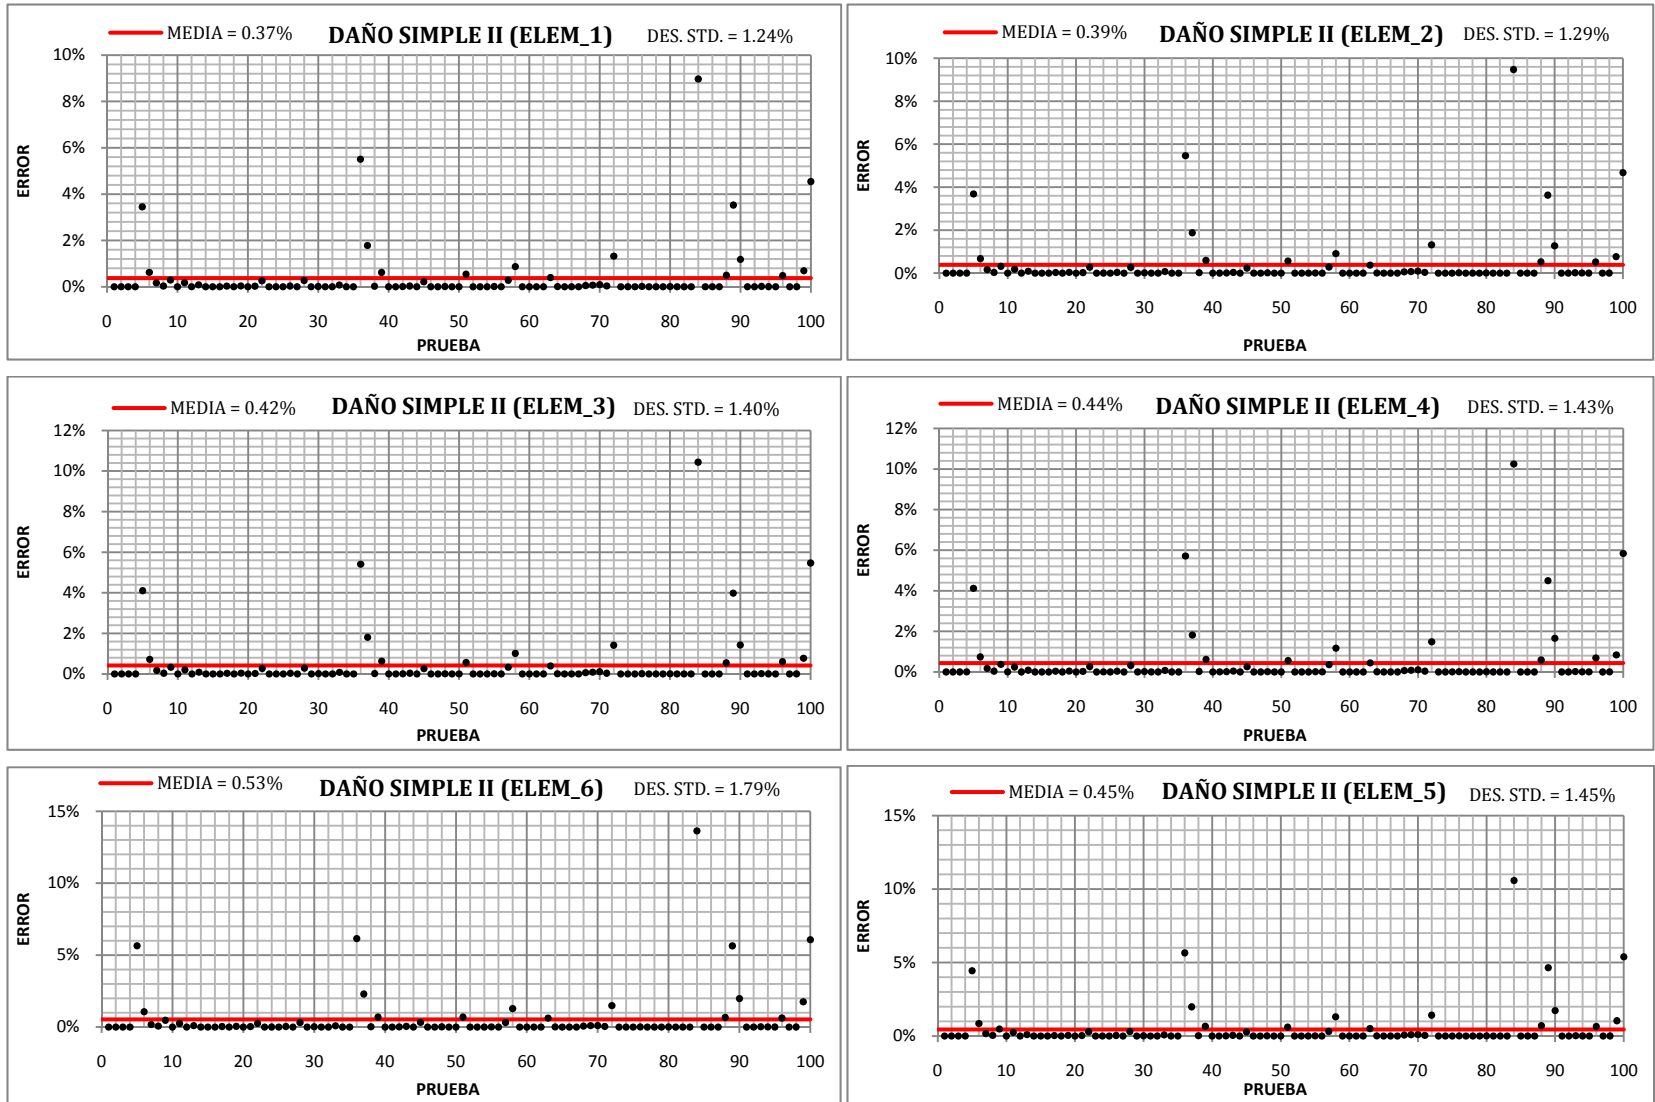 MEDIA = 0.37% DAÑO SIMPLE II (ELEM_1) DES. STD. = 1.24%
10%
8%
6%
4%
2%
0%
ERROR
0 10 20 30 40 50 60 70 80 90 100
PRUEBA
MEDIA = 0.39% DAÑO SIMPLE II (ELEM_2) DES. STD. = 1.29%
10%
8%
6%
4%
2%
0%
ERROR
0 10 20 30 40 50 60 70 80 90 100
PRUEBA
MEDIA = 0.42% DAÑO SIMPLE II (ELEM_3) DES. STD. = 1.40%
12%
10%
8%
6%
4%
2%
0%
ERROR
0 10 20 30 40 50 60 70 80 90 100
PRUEBA
MEDIA = 0.44% DAÑO SIMPLE II (ELEM_4) DES. STD. = 1.43%
12%
10%
8%
6%
4%
2%
0%
ERROR
0 10 20 30 40 50 60 70 80 90 100
PRUEBA
MEDIA = 0.53% DAÑO SIMPLE II (ELEM_6) DES. STD. = 1.79%
15%
10%
5%
0%
ERROR
0 10 20 30 40 50 60 70 80 90 100
PRUEBA
MEDIA = 0.45% DAÑO SIMPLE II (ELEM_5) DES. STD. = 1.45%
15%
10%
5%
0%
ERROR
0 10 20 30 40 50 60 70 80 90 100
PRUEBA